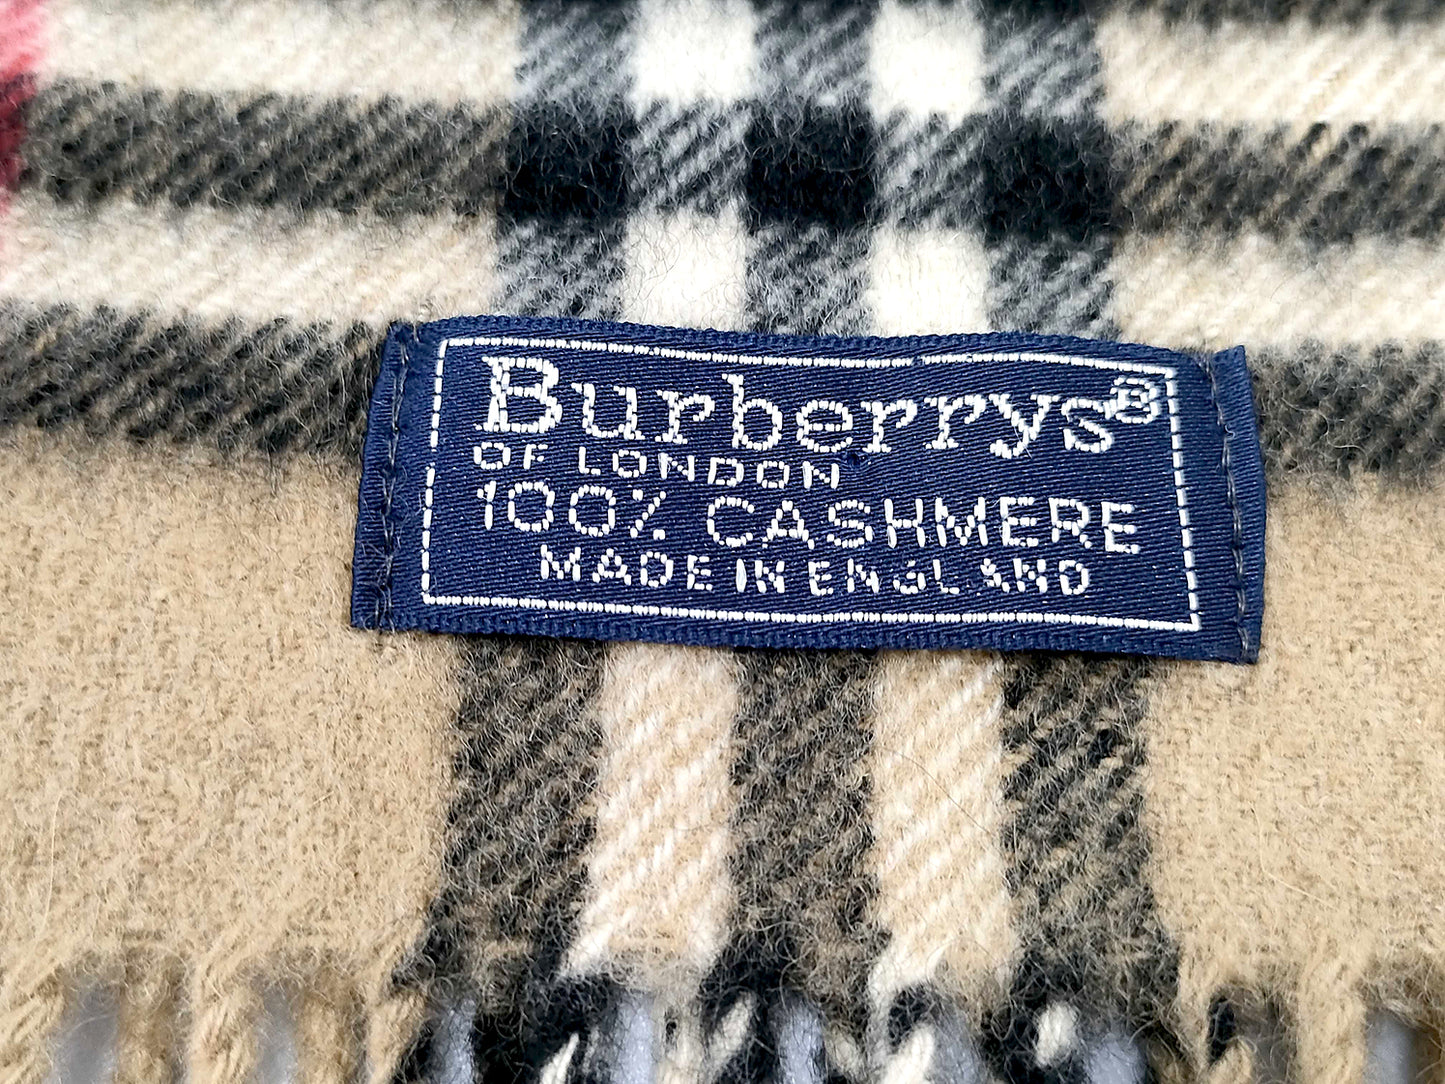 Burberrys®
OF LONDON
100% CASHMERE
MADE IN ENGLAND